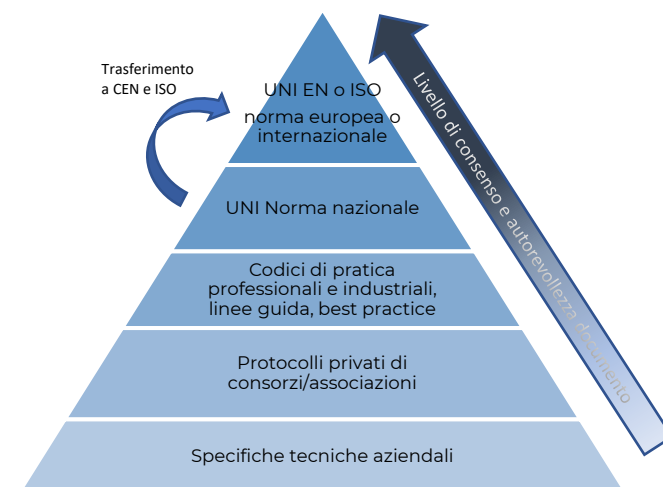 Trasferimento
a CEN e ISO
UNI EN o ISO
norma europea o
internazionale
UNI Norma nazionale
Codici di pratica
professionali e industriali,
linee guida, best practice
Protocolli privati di
consorzi/associazioni
Specifiche tecniche aziendali
Livello di consenso e autorevollezza documento